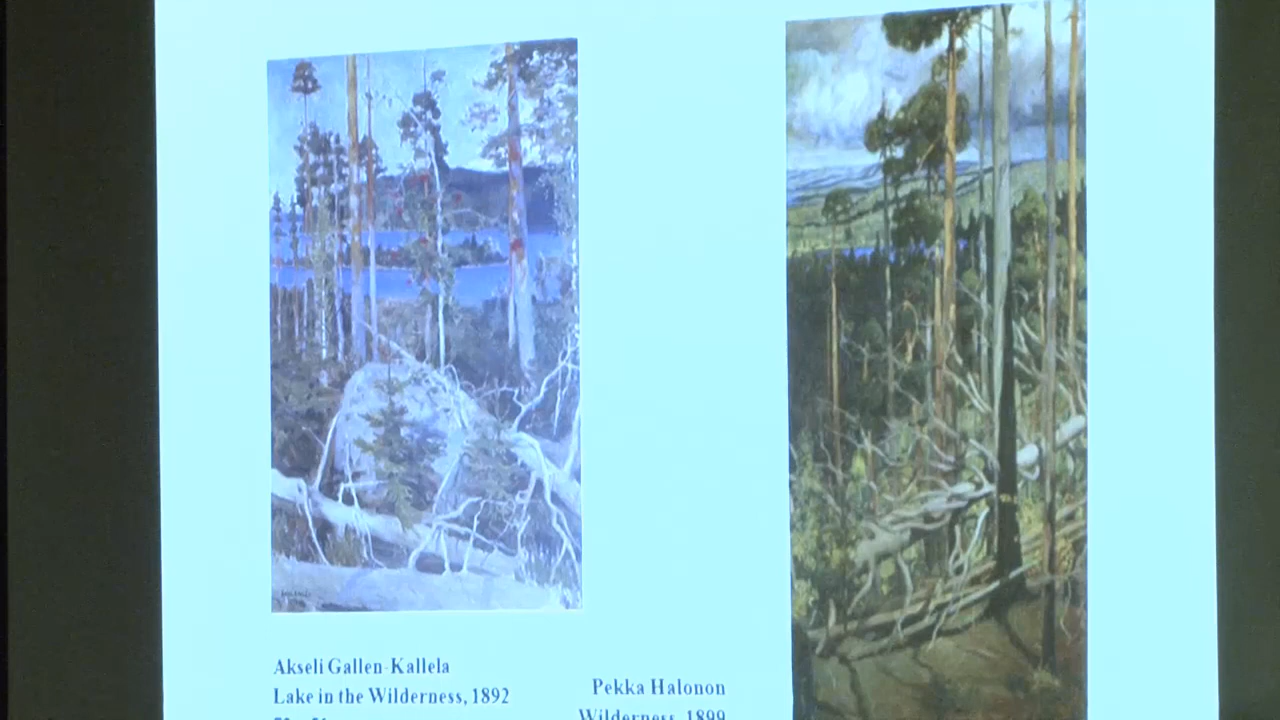 Akseli Gallen-Kallela
Lake in the Wilderness, 1892
Pekka Halonon
Wilderness, 1899